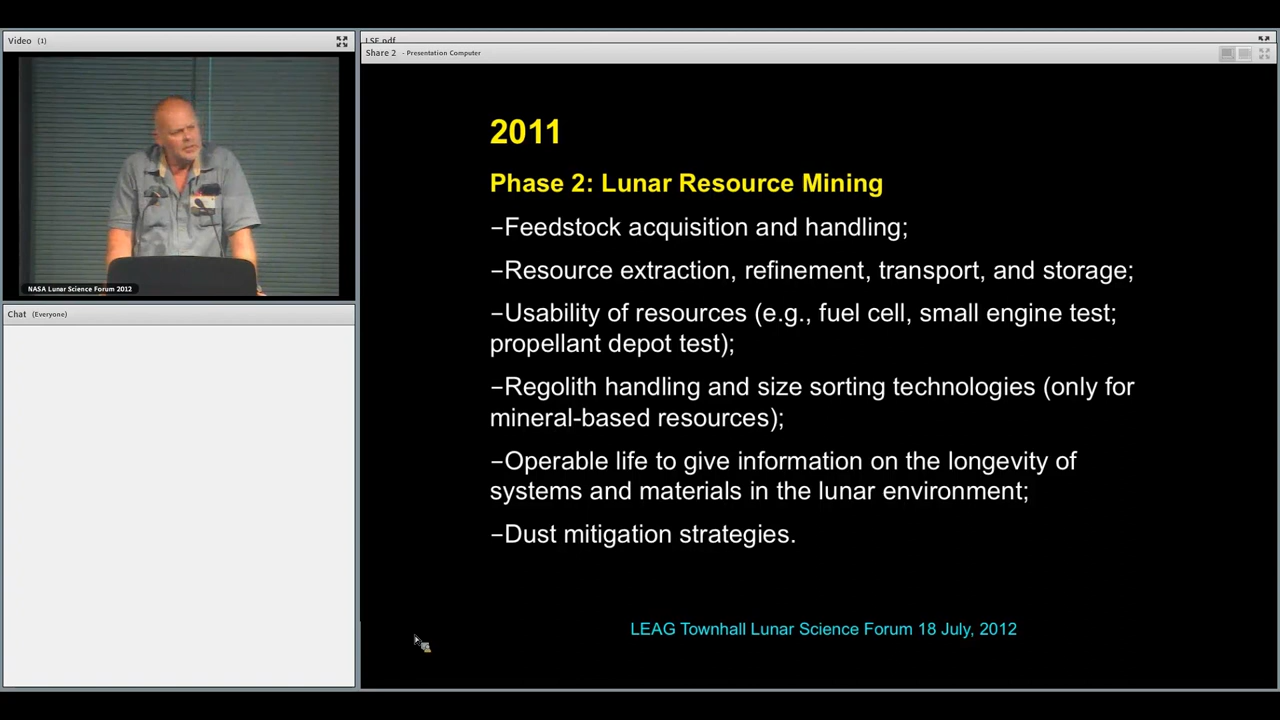 Video (1)
LSF.pdf
Share 2 - Presentation Computer
NASA Lunar Science Forum 2012
Chat (Everyone)
2011
Phase 2: Lunar Resource Mining
–Feedstock acquisition and handling;
–Resource extraction, refinement, transport, and storage;
–Usability of resources (e.g., fuel cell, small engine test;
propellant depot test);
–Regolith handling and size sorting technologies (only for
mineral-based resources);
–Operable life to give information on the longevity of
systems and materials in the lunar environment;
–Dust mitigation strategies.
LEAG Townhall Lunar Science Forum 18 July, 2012